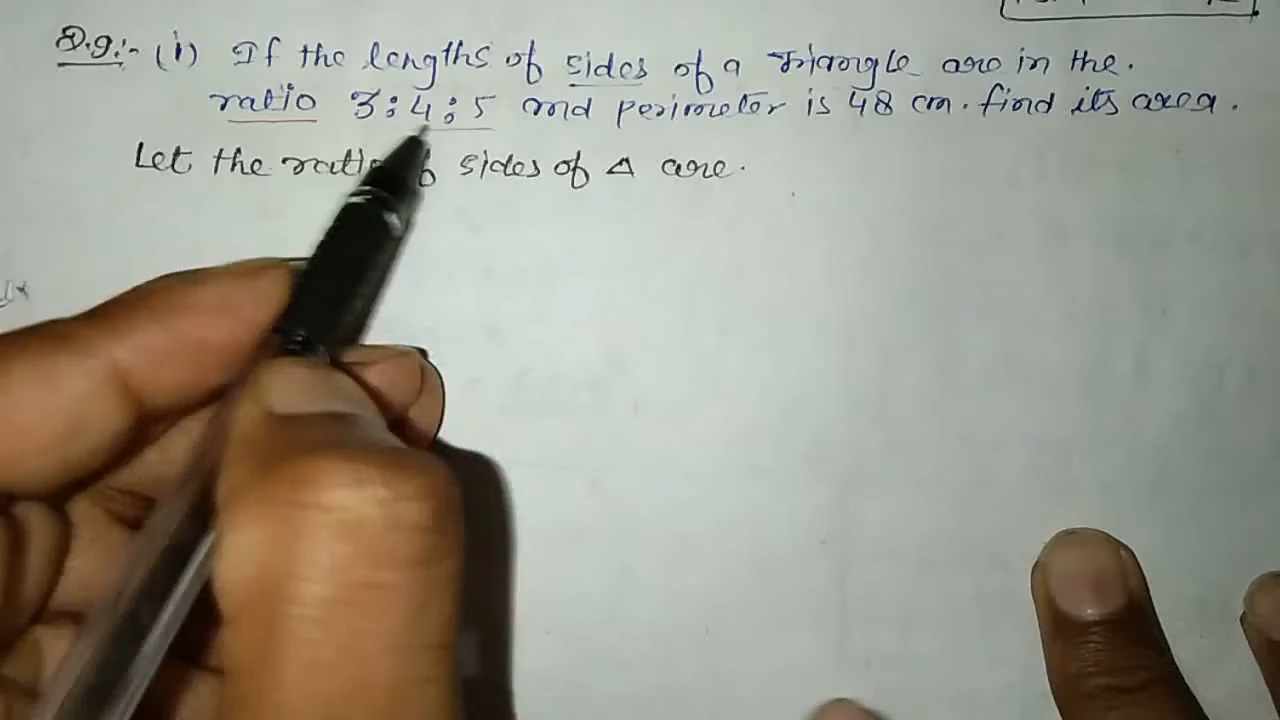 Q.9:- (i) If the lengths of sides of a triangle are in the.
ratio 3:4:5 and perimeter is 48 cm. find its area.
Let the ratio of sides of Δ are.